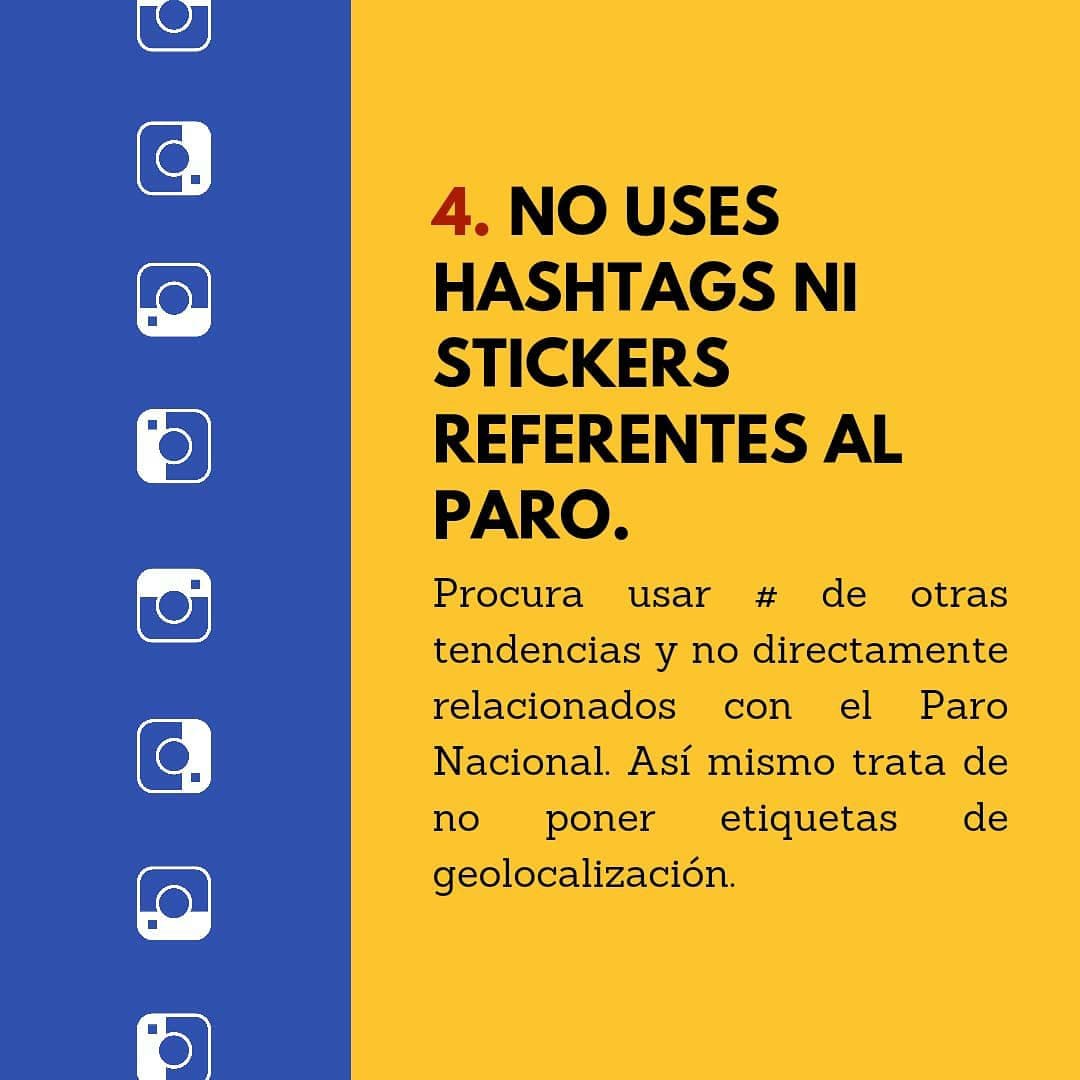 4. NO USES
HASHTAGS NI
STICKERS
REFERENTES AL
PARO.
Procura usar # de otras
tendencias y no directamente
relacionados con el Paro
Nacional. Así mismo trata de
no poner etiquetas de
geolocalización.